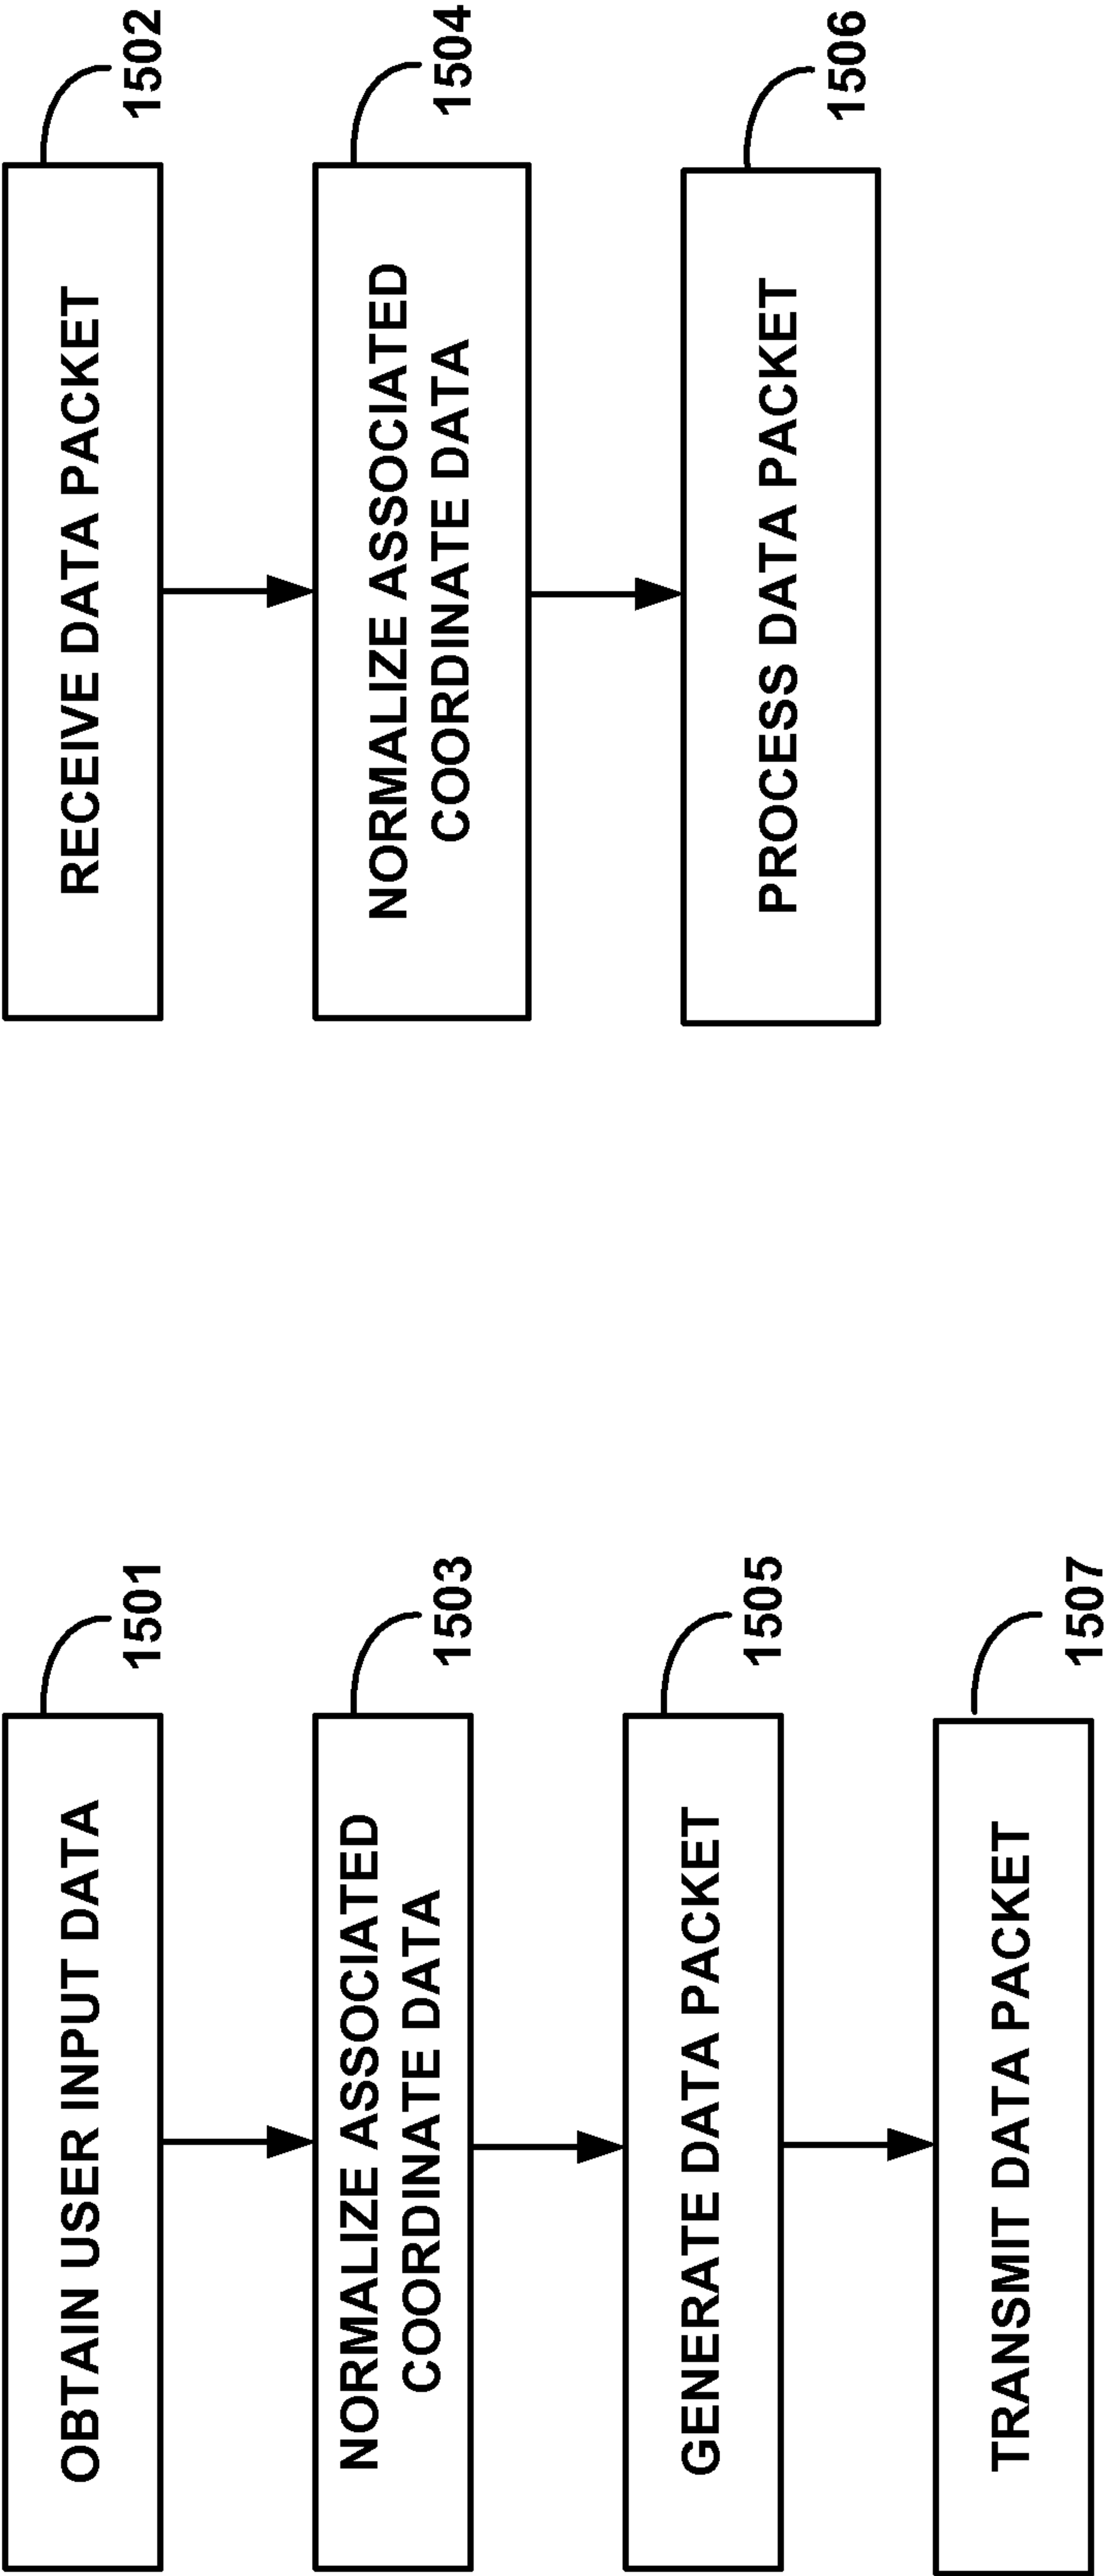 OBTAIN USER INPUT DATA
1501
NORMALIZE ASSOCIATED
COORDINATE DATA
1503
GENERATE DATA PACKET
1505
TRANSMIT DATA PACKET
1507
RECEIVE DATA PACKET
1502
NORMALIZE ASSOCIATED
COORDINATE DATA
1504
PROCESS DATA PACKET
1506